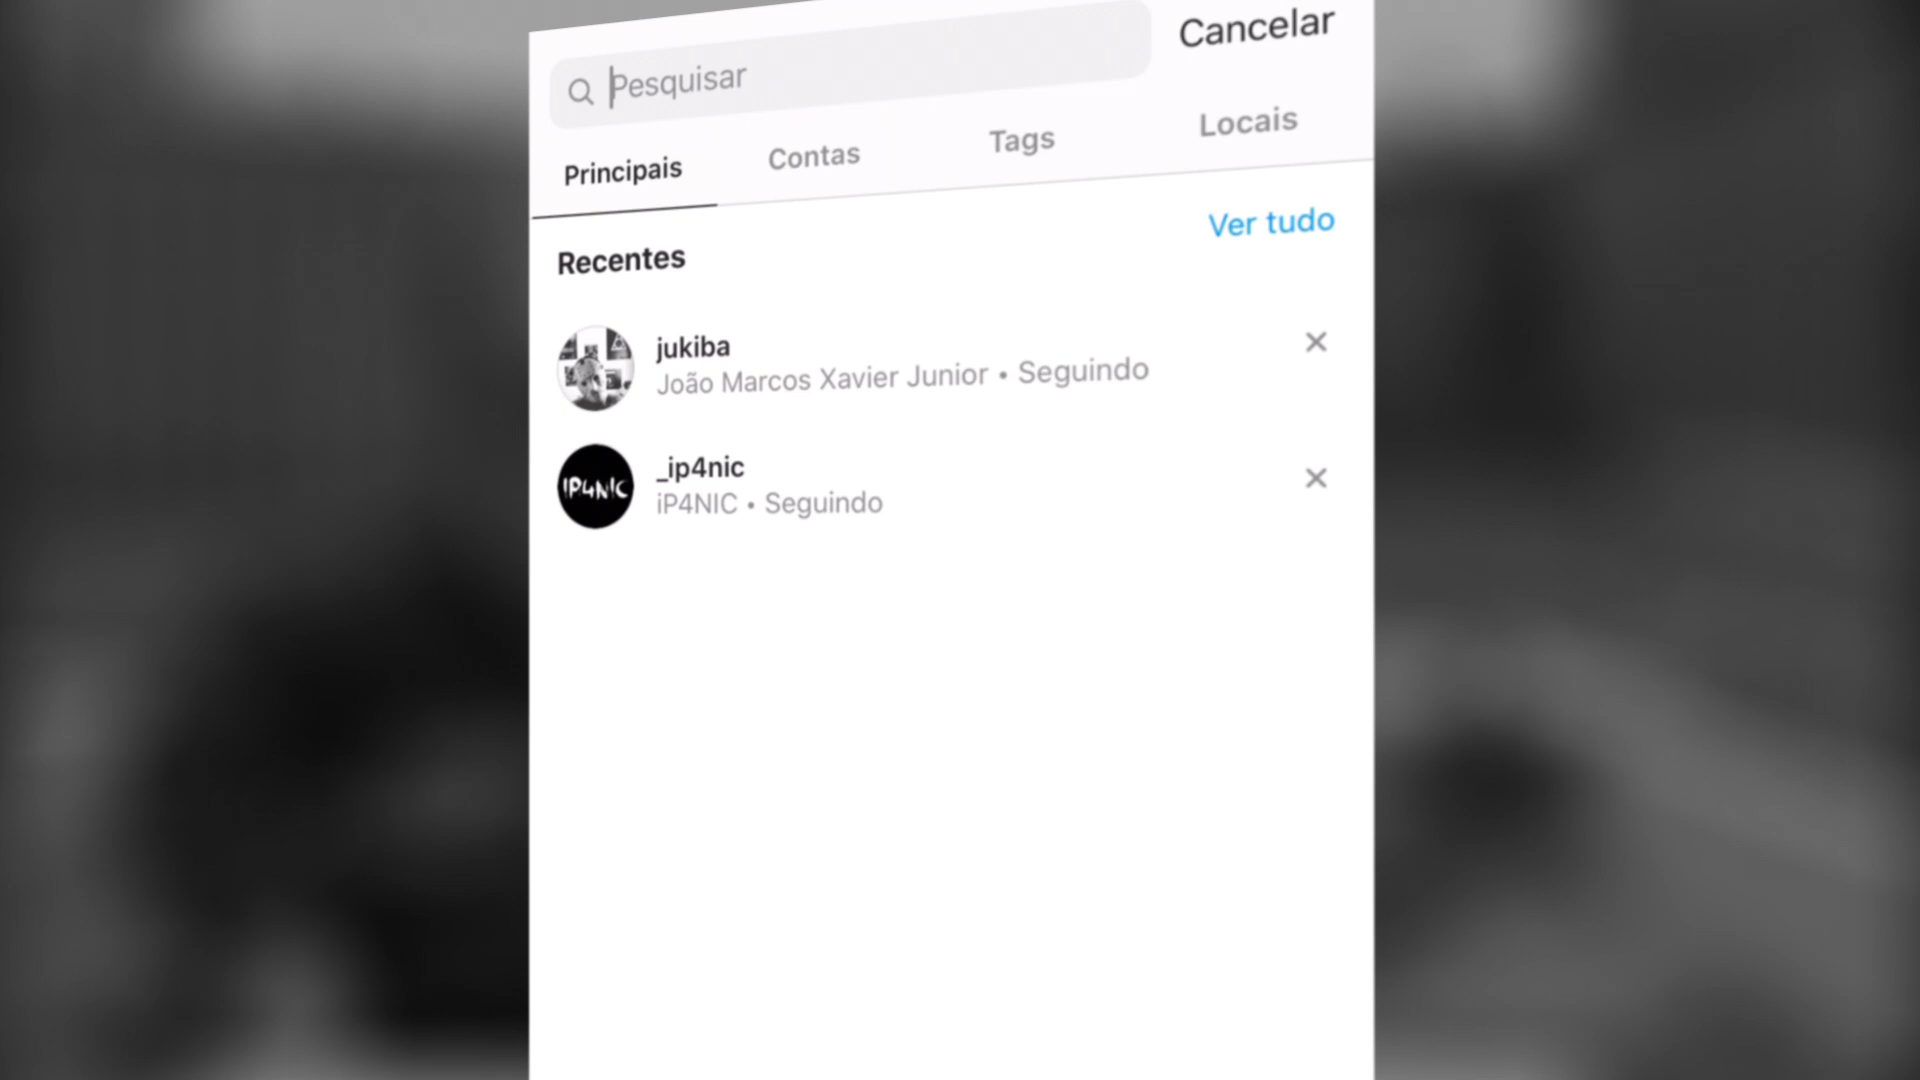 Pesquisar
Cancelar
Principais
Contas
Tags
Locais
Recentes
Ver tudo
jukiba
João Marcos Xavier Junior • Seguindo
IP4NIC
_ip4nic
iP4NIC • Seguindo